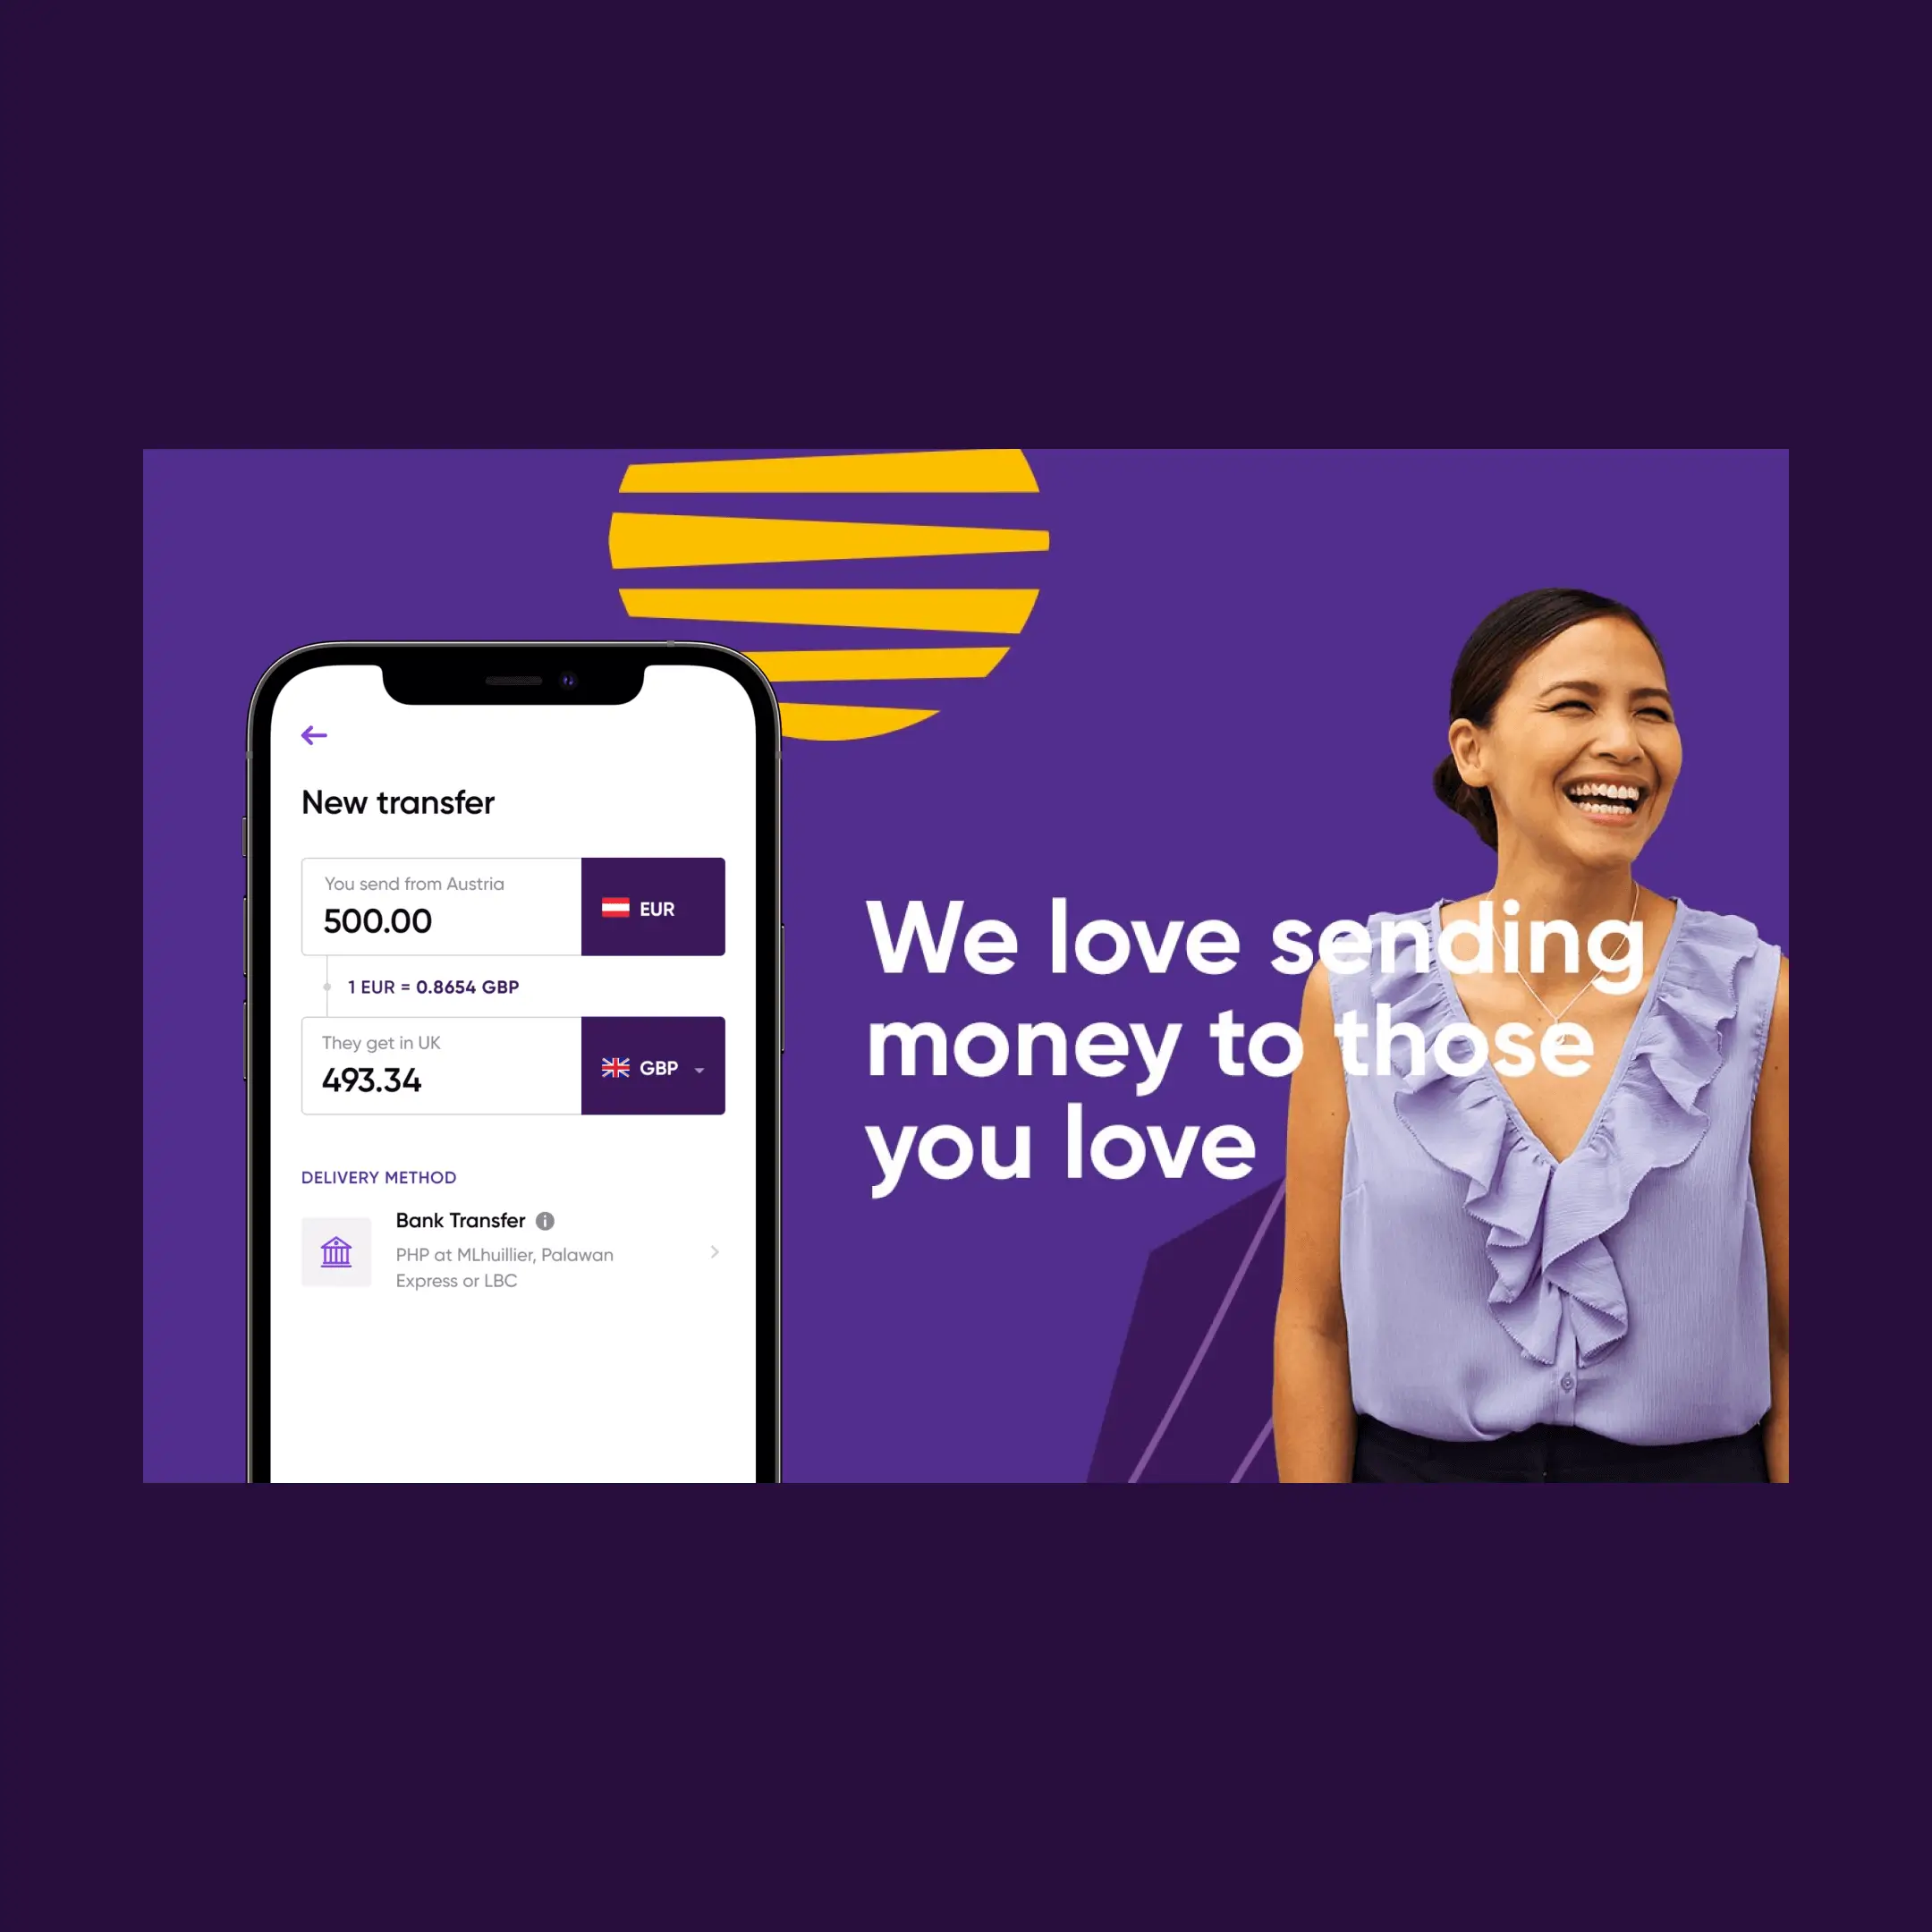 New transfer
You send from Austria
500.00
EUR
1 EUR = 0.8654 GBP
They get in UK
493.34
GBP
DELIVERY METHOD
Bank Transfer
PHP at MLhuillier, Palawan
Express or LBC
We love sending
money to those
you love